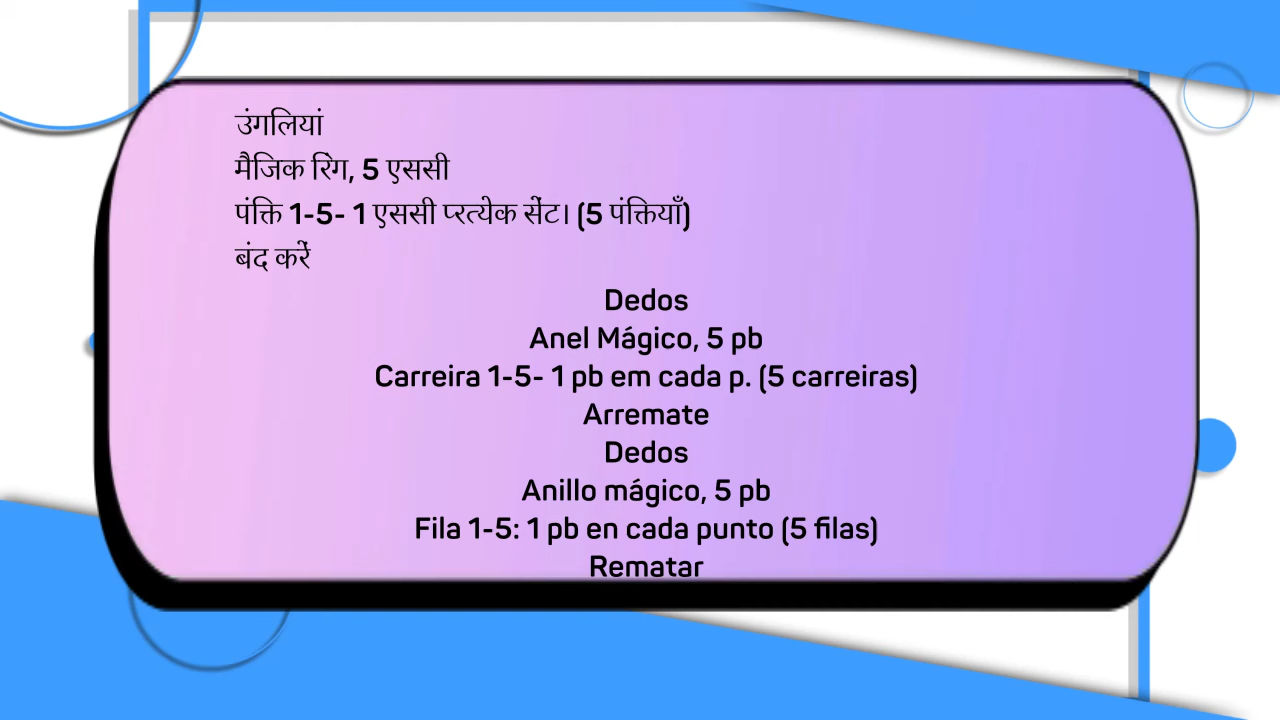 उंगलियां
मैजिक रिंग, 5 एससी
पंक्ति 1-5- 1 एससी प्रत्येक सेंट। (5 पंक्तियाँ)
बंद करें
Dedos
Anel Mágico, 5 pb
Carreira 1-5- 1 pb em cada p. (5 carreiras)
Arremate
Dedos
Anillo mágico, 5 pb
Fila 1-5: 1 pb en cada punto (5 filas)
Rematar